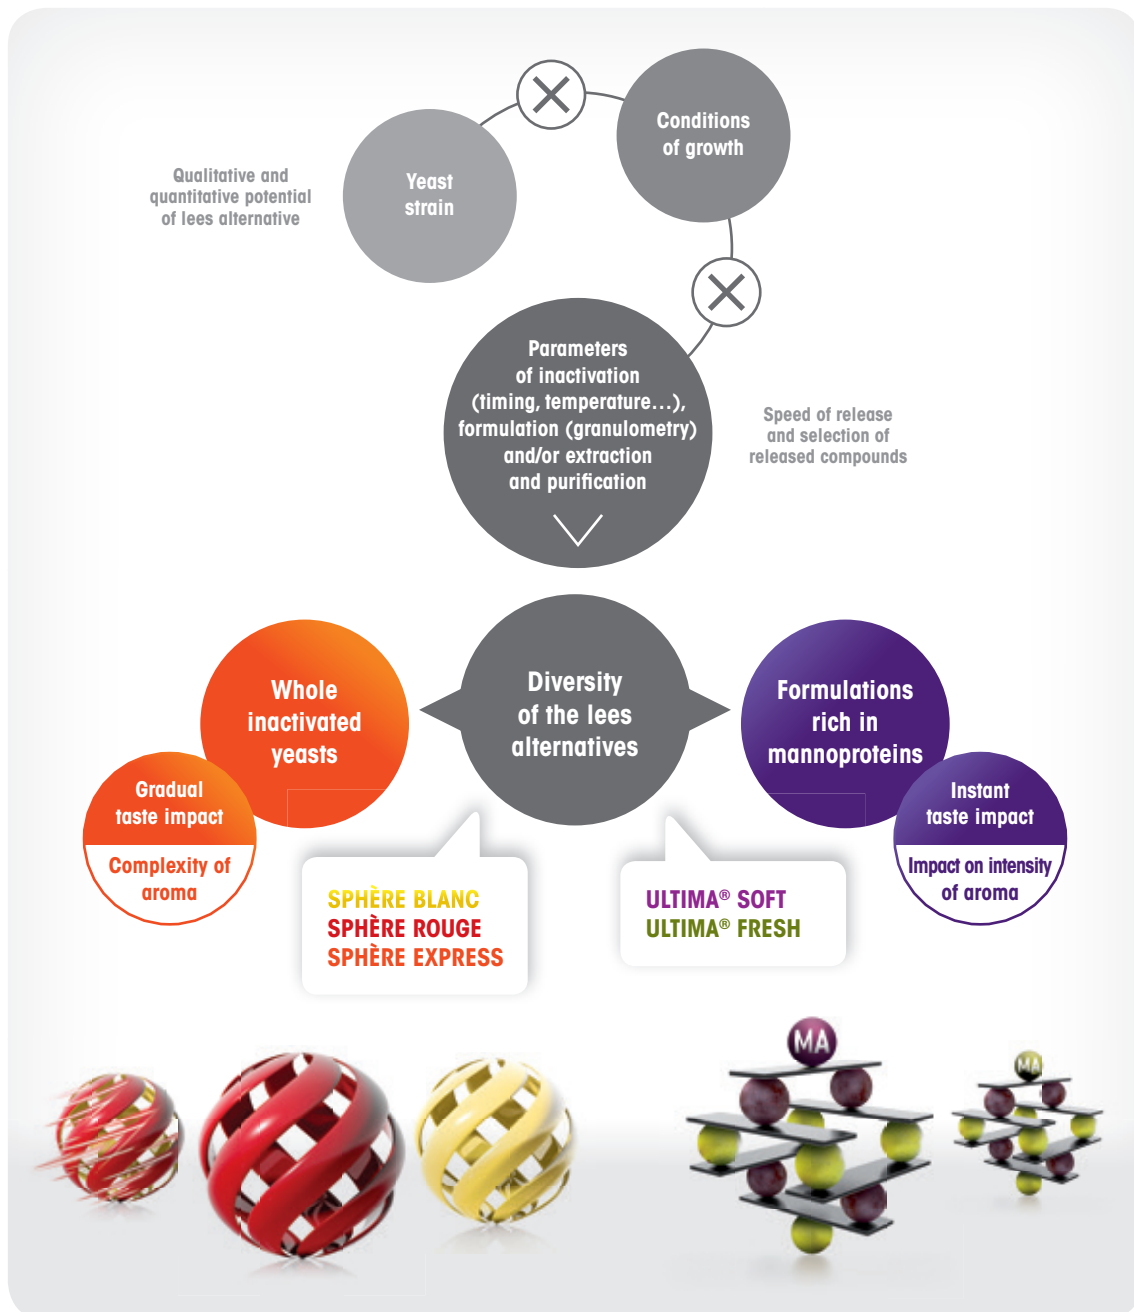 Conditions
of growth
Qualitative and
quantitative potential
of lees alternative
Yeast
strain
Parameters
of inactivation
(timing, temperature...),
formulation (granulometry)
and/or extraction
and purification
Speed of release
and selection of
released compounds
Whole
inactivated
yeasts
Diversity
of the lees
alternatives
Formulations
rich in
mannoproteins
Gradual
taste impact
Complexity of
aroma
Instant
taste impact
Impact on intensity
of aroma
SPHÈRE BLANC
SPHÈRE ROUGE
SPHÈRE EXPRESS
ULTIMA® SOFT
ULTIMA® FRESH
MA
MA